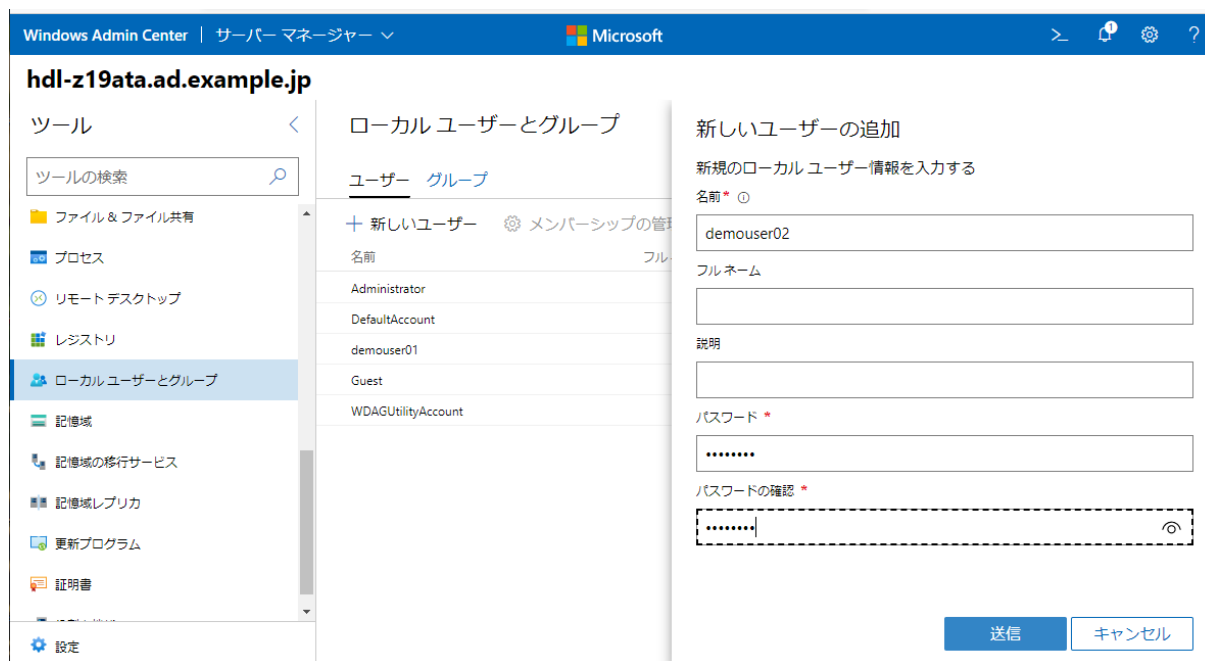 Windows Admin Center | サーバー マネージャー
Microsoft
hdl-z19ata.ad.example.jp
ツール
ツールの検索
ファイル & ファイル共有
プロセス
リモート デスクトップ
レジストリ
ローカル ユーザーとグループ
記憶域
記憶域の移行サービス
記憶域レプリカ
更新プログラム
証明書
設定
ローカル ユーザーとグループ
ユーザー グループ
新しいユーザー メンバーシップの管
名前 フル
Administrator
DefaultAccount
demouser01
Guest
WDAGUtilityAccount
新しいユーザーの追加
新規のローカル ユーザー情報を入力する
名前*
demouser02
フル ネーム
説明
パスワード *
••••••••
パスワードの確認 *
••••••••
送信 キャンセル